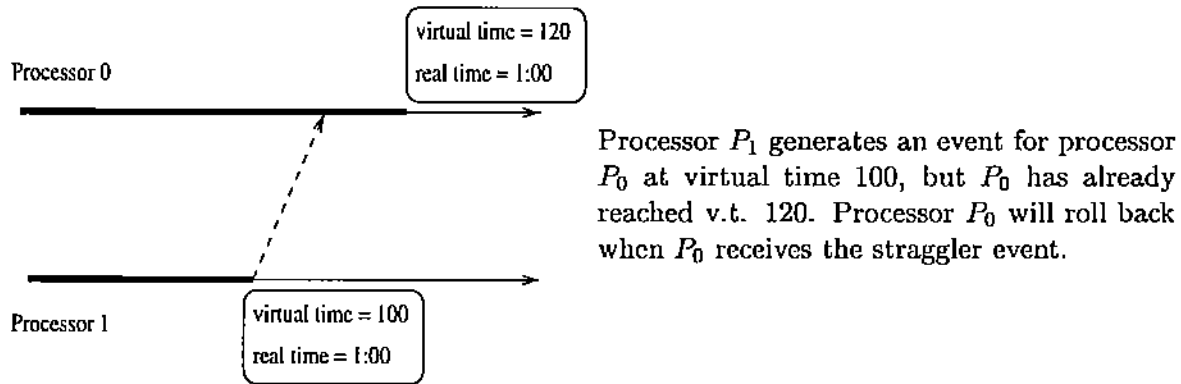 virtual time = 120
real time = 1:00
Processor 0
Processor P₁ generates an event for processor
P₀ at virtual time 100, but P₀ has already
reached v.t. 120. Processor P₀ will roll back
when P₀ receives the straggler event.
virtual time = 100
real time = 1:00
Processor 1